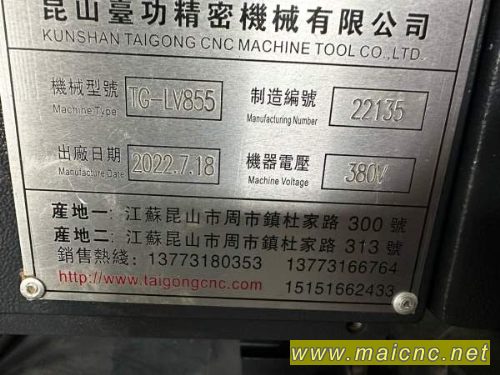 昆山臺功精密機械有限公司
KUNSHAN TAIGONG CNC MACHINE TOOL CO.,LTD.
機械型號 TG-LV855 制造編號 22135
Machine Type Manufacturing Number
出廠日期 2022.7.18 機器電壓 380V
Manufacture Date Machine Voltage
産地一: 江蘇昆山市周市鎮杜家路 300 號
産地二: 江蘇昆山市周市鎮杜家路 313 號
銷售熱綫: 13773180353 13773166764
http://www.taigongcnc.com 15151662433
www.maicnc.net